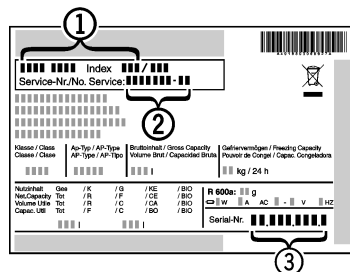 1
Index /
Service-Nr./No. Service: -
2
Klasse / Class
Classe / Clase
Ap-Typ / AP-Type
AP-Type / AP-Tipo
Bruttoinhalt / Gross Capacity
Volume Brut / Capacidad Bruta
Gefriervermögen / Freezing Capacity
Pouvoir de Congel / Capac. Congeladora
l
kg / 24 h
Nutzinhalt Ges / K / G / KE / BIO
Net.Capacity Tot / R / F / CE / BIO
Volume Utile Tot / R / C / CA / BIO
Capac. Util Tot / F / C / BO / BIO
l l
R 600a: g
W A AC - V HZ
Serial-Nr.
3